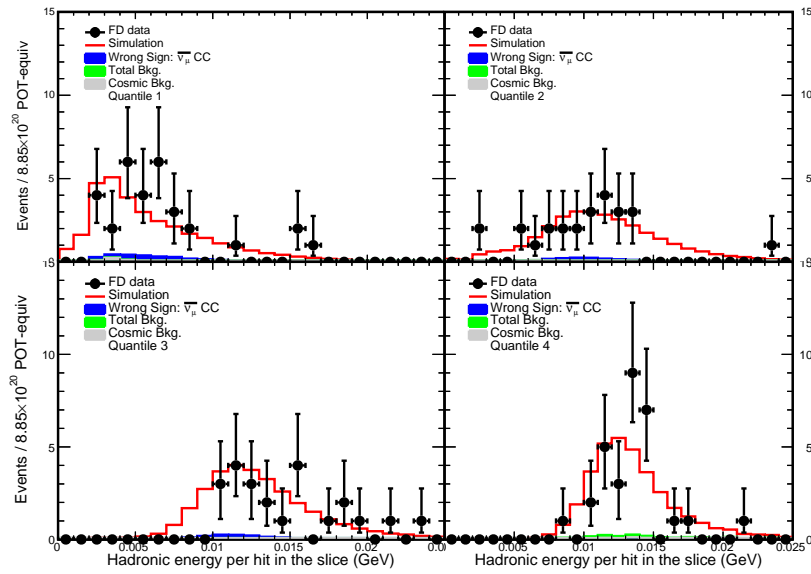 FD data
Simulation
Wrong Sign: ν̅μ CC
Total Bkg.
Cosmic Bkg.
Quantile 1
Events / 8.85×10²⁰ POT-equiv
15
10
5
FD data
Simulation
Wrong Sign: ν̅μ CC
Total Bkg.
Cosmic Bkg.
Quantile 2
15
10
5
FD data
Simulation
Wrong Sign: ν̅μ CC
Total Bkg.
Cosmic Bkg.
Quantile 3
Events / 8.85×10²⁰ POT-equiv
10
5
0 0.005 0.01 0.015 0.02
Hadronic energy per hit in the slice (GeV)
FD data
Simulation
Wrong Sign: ν̅μ CC
Total Bkg.
Cosmic Bkg.
Quantile 4
10
5
0
0.005 0.01 0.015 0.02 0.025
Hadronic energy per hit in the slice (GeV)